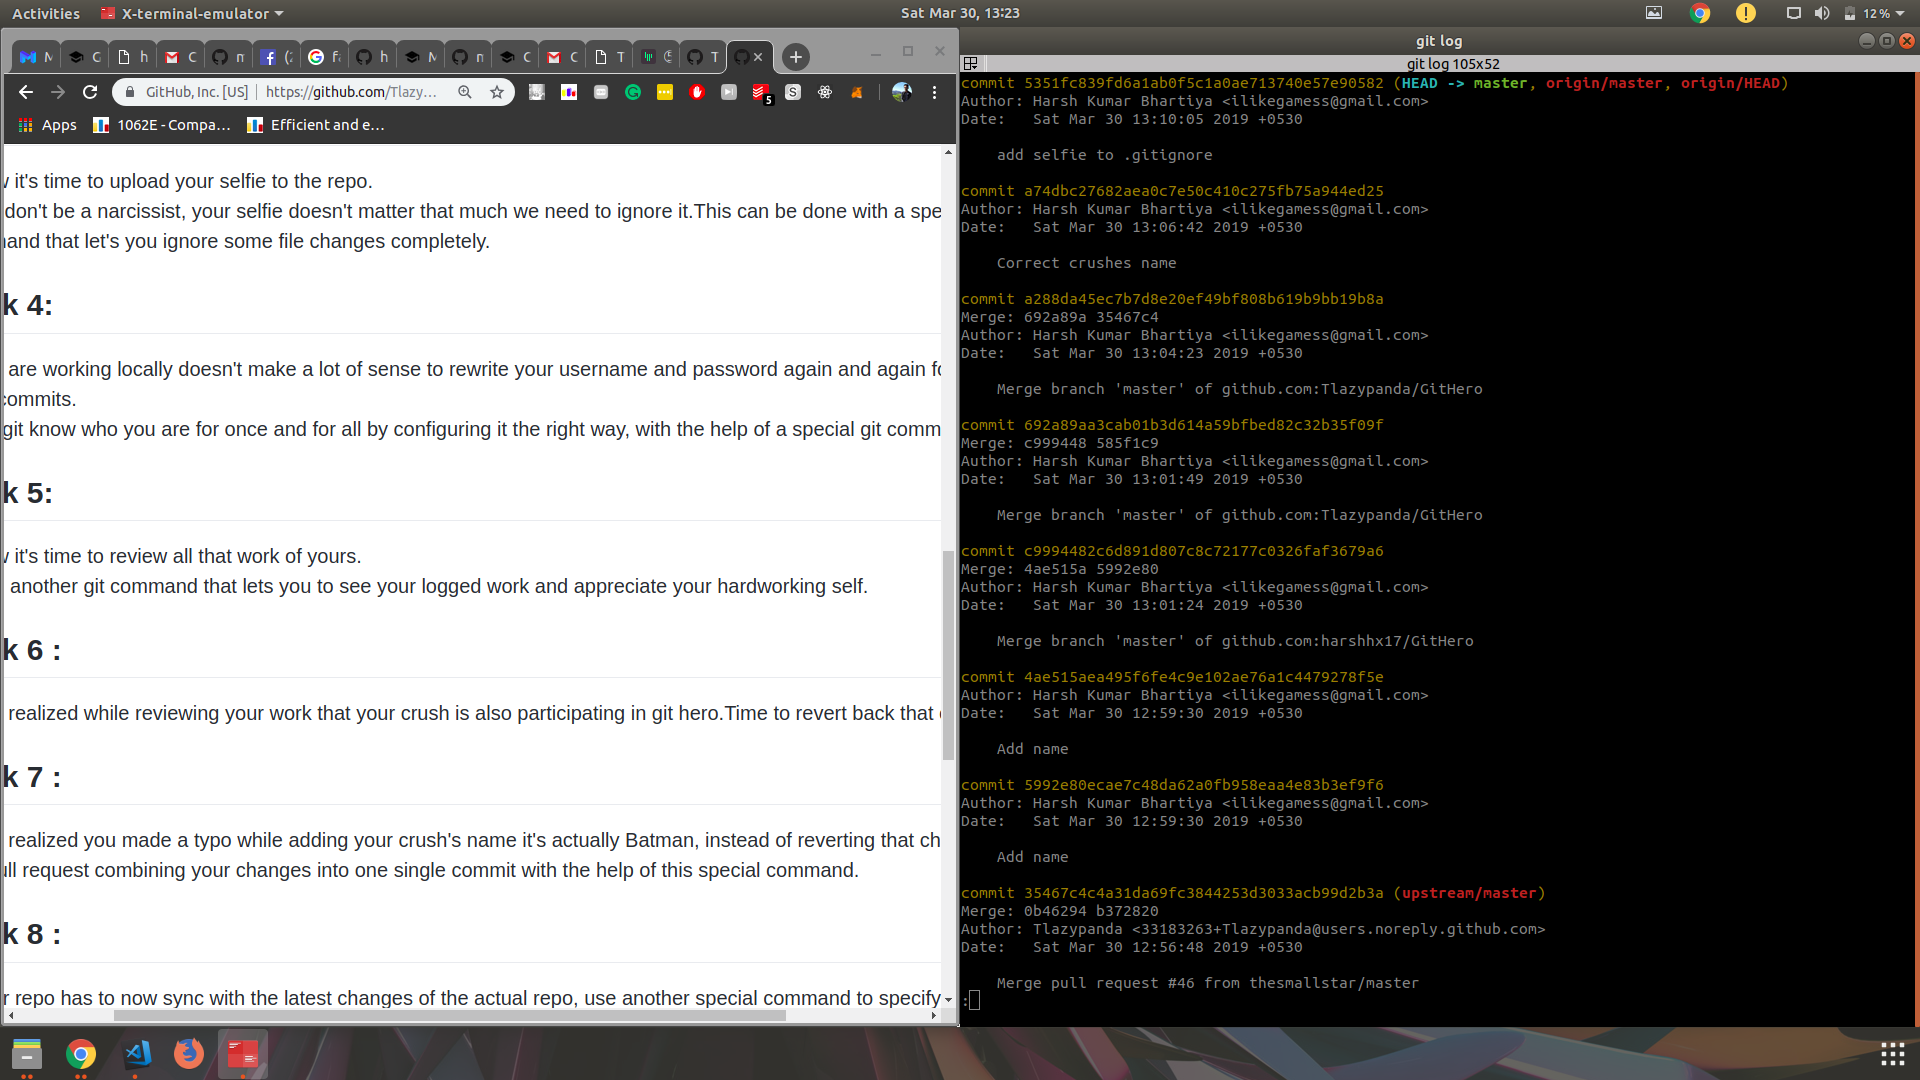 Activities
X-terminal-emulator
Sat Mar 30, 13:23
12 %
GitHub, Inc. [US]
https://github.com/Tlazy...
5
Apps
1062E - Compa...
Efficient and e...
it's time to upload your selfie to the repo.
don't be a narcissist, your selfie doesn't matter that much we need to ignore it.This can be done with a spe
and that let's you ignore some file changes completely.
k 4:
are working locally doesn't make a lot of sense to rewrite your username and password again and again fo
commits.
git know who you are for once and for all by configuring it the right way, with the help of a special git comm
k 5:
it's time to review all that work of yours.
another git command that lets you to see your logged work and appreciate your hardworking self.
k 6 :
realized while reviewing your work that your crush is also participating in git hero.Time to revert back that
k 7 :
realized you made a typo while adding your crush's name it's actually Batman, instead of reverting that ch
ull request combining your changes into one single commit with the help of this special command.
k 8 :
r repo has to now sync with the latest changes of the actual repo, use another special command to specify
git log
git log 105x52
commit 5351fc839fd6a1ab0f5c1a0ae713740e57e90582 (HEAD -> master, origin/master, origin/HEAD)
Author: Harsh Kumar Bhartiya <ilikegamess@gmail.com>
Date:   Sat Mar 30 13:10:05 2019 +0530
add selfie to .gitignore
commit a74dbc27682aea0c7e50c410c275fb75a944ed25
Author: Harsh Kumar Bhartiya <ilikegamess@gmail.com>
Date:   Sat Mar 30 13:06:42 2019 +0530
Correct crushes name
commit a288da45ec7b7d8e20ef49bf808b619b9bb19b8a
Merge: 692a89a 35467c4
Author: Harsh Kumar Bhartiya <ilikegamess@gmail.com>
Date:   Sat Mar 30 13:04:23 2019 +0530
Merge branch 'master' of github.com:Tlazypanda/GitHero
commit 692a89aa3cab01b3d614a59bfbed82c32b35f09f
Merge: c999448 585f1c9
Author: Harsh Kumar Bhartiya <ilikegamess@gmail.com>
Date:   Sat Mar 30 13:01:49 2019 +0530
Merge branch 'master' of github.com:Tlazypanda/GitHero
commit c9994482c6d891d807c8c72177c0326faf3679a6
Merge: 4ae515a 5992e80
Author: Harsh Kumar Bhartiya <ilikegamess@gmail.com>
Date:   Sat Mar 30 13:01:24 2019 +0530
Merge branch 'master' of github.com:harshhx17/GitHero
commit 4ae515aea495f6fe4c9e102ae76a1c4479278f5e
Author: Harsh Kumar Bhartiya <ilikegamess@gmail.com>
Date:   Sat Mar 30 12:59:30 2019 +0530
Add name
commit 5992e80ecae7c48da62a0fb958eaa4e83b3ef9f6
Author: Harsh Kumar Bhartiya <ilikegamess@gmail.com>
Date:   Sat Mar 30 12:59:30 2019 +0530
Add name
commit 35467c4c4a31da69fc3844253d3033acb99d2b3a (upstream/master)
Merge: 0b46294 b372820
Author: Tlazypanda <33183263+Tlazypanda@users.noreply.github.com>
Date:   Sat Mar 30 12:56:48 2019 +0530
Merge pull request #46 from thesmallstar/master
: